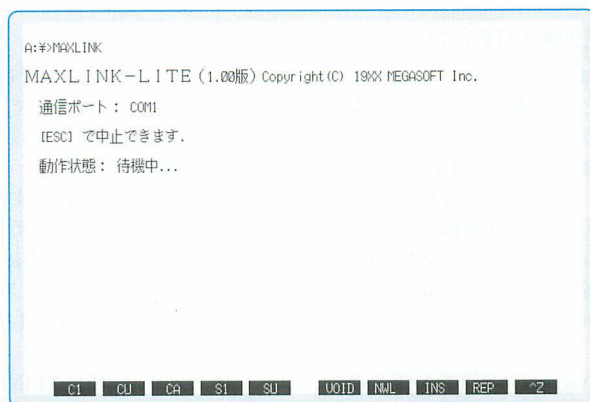 A:¥>MAXLINK
MAXLINK-LITE (1.00版) Copyright(C) 19XX MEGASOFT Inc.
通信ポート： COM1
[ESC] で中止できます.
動作状態： 待機中...
C1 CU CA S1 SU VOID NWL INS REP ^Z